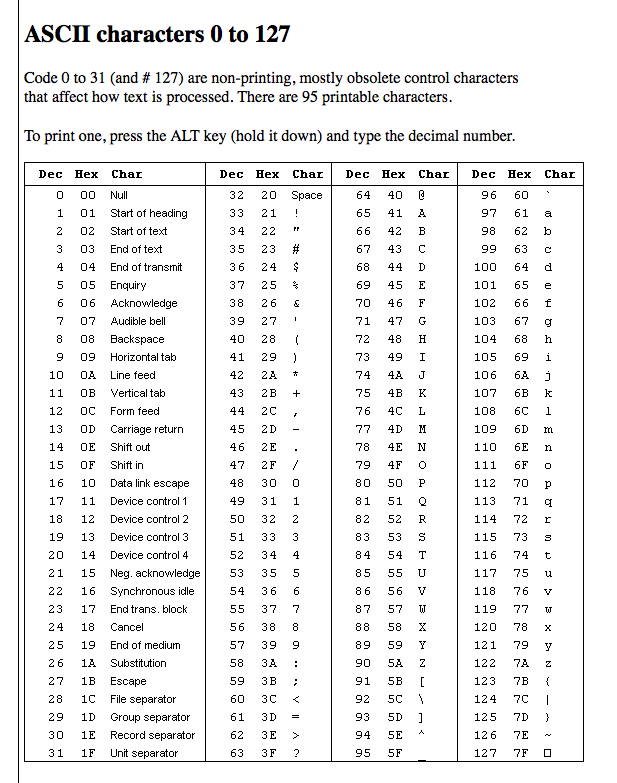 ASCII characters 0 to 127
Code 0 to 31 (and # 127) are non-printing, mostly obsolete control characters
that affect how text is processed. There are 95 printable characters.
To print one, press the ALT key (hold it down) and type the decimal number.
Dec Hex Char Dec Hex Char Dec Hex Char Dec Hex Char
0 00 Null 32 20 Space 64 40 @ 96 60 `
1 01 Start of heading 33 21 ! 65 41 A 97 61 a
2 02 Start of text 34 22 " 66 42 B 98 62 b
3 03 End of text 35 23 # 67 43 C 99 63 c
4 04 End of transmit 36 24 $ 68 44 D 100 64 d
5 05 Enquiry 37 25 % 69 45 E 101 65 e
6 06 Acknowledge 38 26 & 70 46 F 102 66 f
7 07 Audible bell 39 27 ' 71 47 G 103 67 g
8 08 Backspace 40 28 ( 72 48 H 104 68 h
9 09 Horizontal tab 41 29 ) 73 49 I 105 69 i
10 0A Line feed 42 2A * 74 4A J 106 6A j
11 0B Vertical tab 43 2B + 75 4B K 107 6B k
12 0C Form feed 44 2C , 76 4C L 108 6C l
13 0D Carriage return 45 2D - 77 4D M 109 6D m
14 0E Shift out 46 2E . 78 4E N 110 6E n
15 0F Shift in 47 2F / 79 4F O 111 6F o
16 10 Data link escape 48 30 0 80 50 P 112 70 p
17 11 Device control 1 49 31 1 81 51 Q 113 71 q
18 12 Device control 2 50 32 2 82 52 R 114 72 r
19 13 Device control 3 51 33 3 83 53 S 115 73 s
20 14 Device control 4 52 34 4 84 54 T 116 74 t
21 15 Neg. acknowledge 53 35 5 85 55 U 117 75 u
22 16 Synchronous idle 54 36 6 86 56 V 118 76 v
23 17 End trans. block 55 37 7 87 57 W 119 77 w
24 18 Cancel 56 38 8 88 58 X 120 78 x
25 19 End of medium 57 39 9 89 59 Y 121 79 y
26 1A Substitution 58 3A : 90 5A Z 122 7A z
27 1B Escape 59 3B ; 91 5B [ 123 7B {
28 1C File separator 60 3C < 92 5C \ 124 7C |
29 1D Group separator 61 3D = 93 5D ] 125 7D }
30 1E Record separator 62 3E > 94 5E ^ 126 7E ~
31 1F Unit separator 63 3F ? 95 5F _ 127 7F □